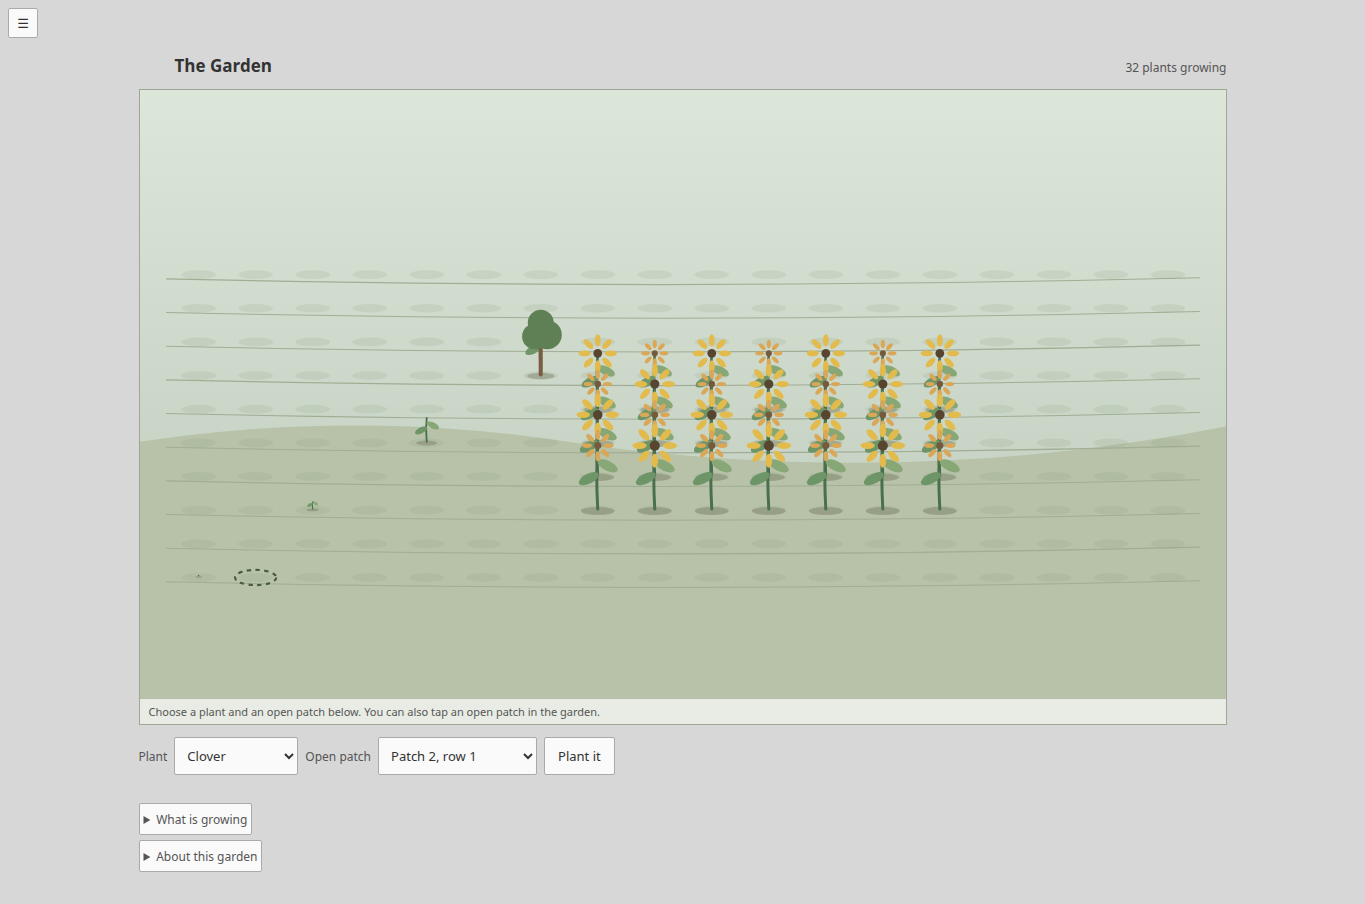 ☰
The Garden
32 plants growing
Choose a plant and an open patch below. You can also tap an open patch in the garden.
Plant Clover Open patch Patch 2, row 1 Plant it
▶ What is growing
▶ About this garden